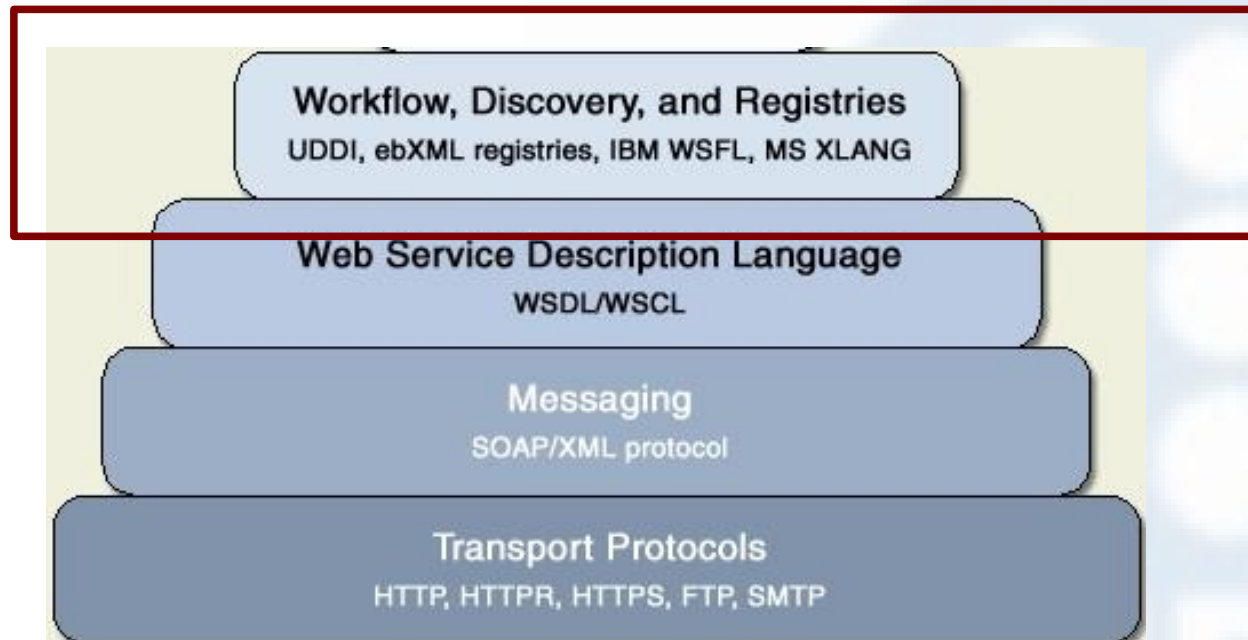 Workflow, Discovery, and Registries
UDDI, ebXML registries, IBM WSFL, MS XLANG
Web Service Description Language
WSDL/WSCL
Messaging
SOAP/XML protocol
Transport Protocols
HTTP, HTTPR, HTTPS, FTP, SMTP